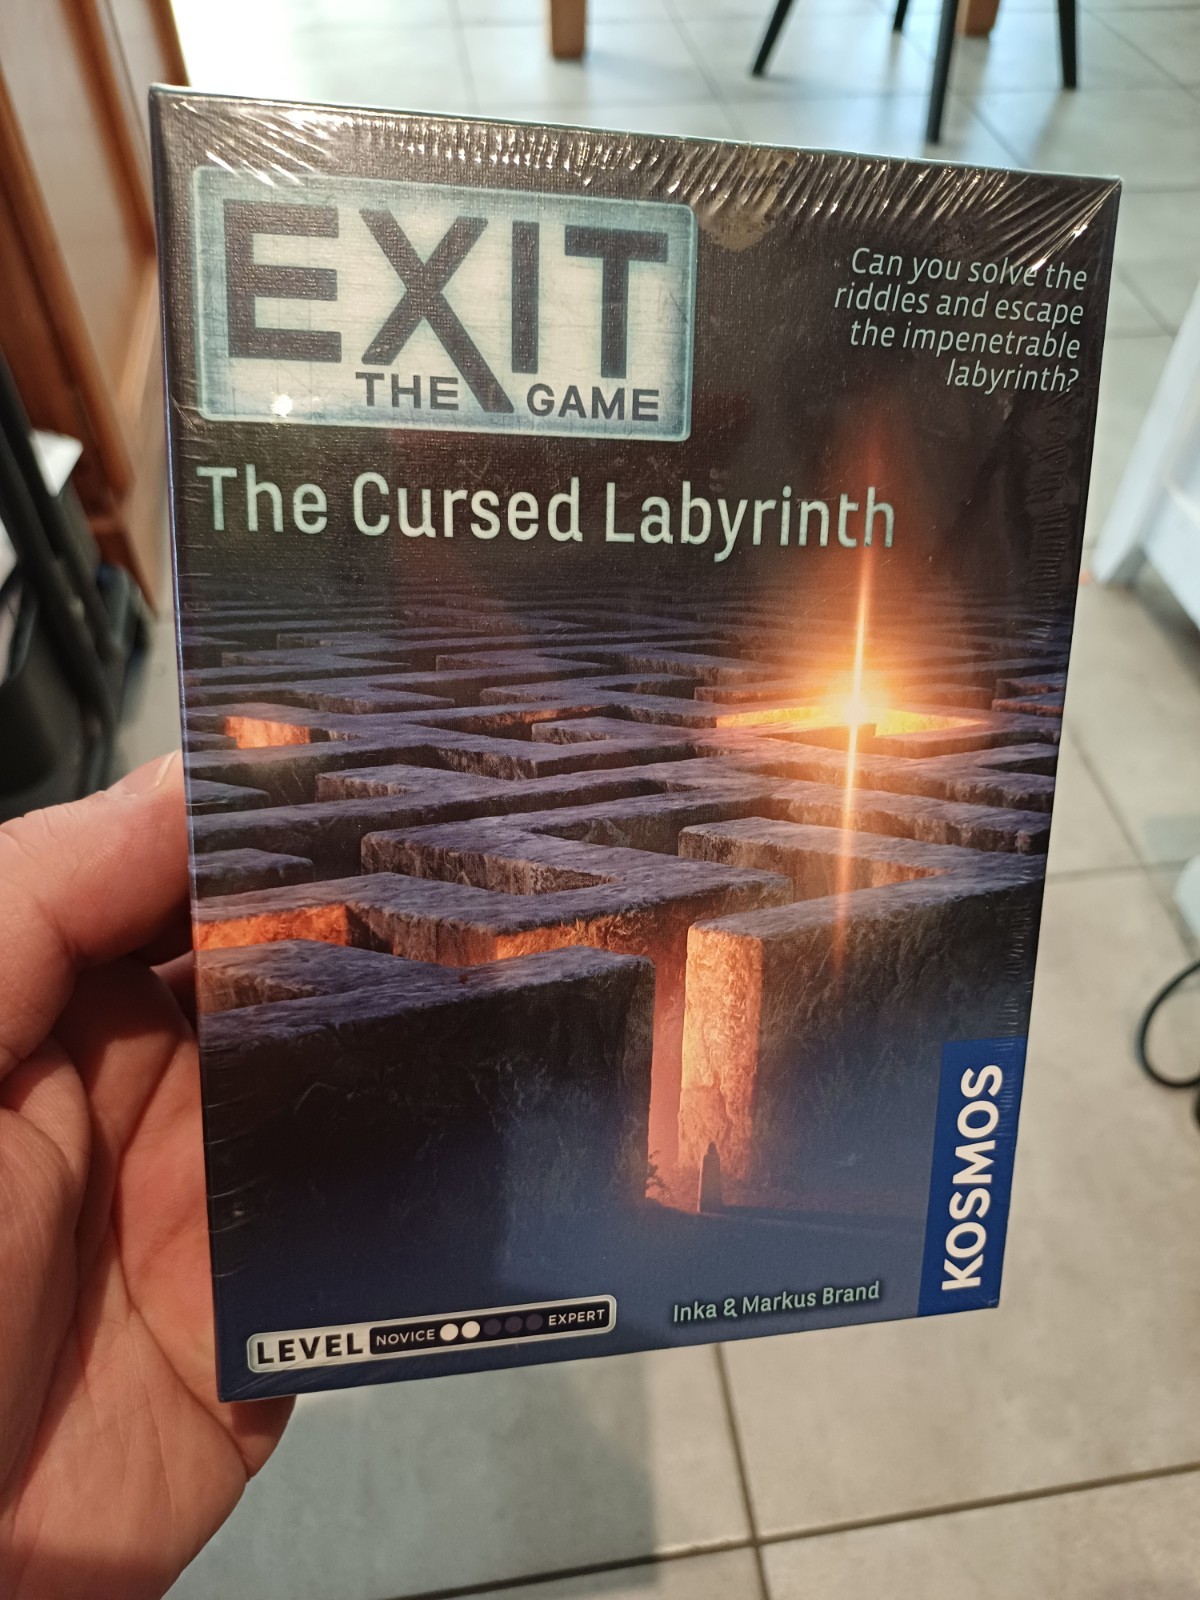 EXIT
THE GAME
Can you solve the
riddles and escape
the impenetrable
labyrinth?
The Cursed Labyrinth
KOSMOS
Inka & Markus Brand
LEVEL NOVICE EXPERT